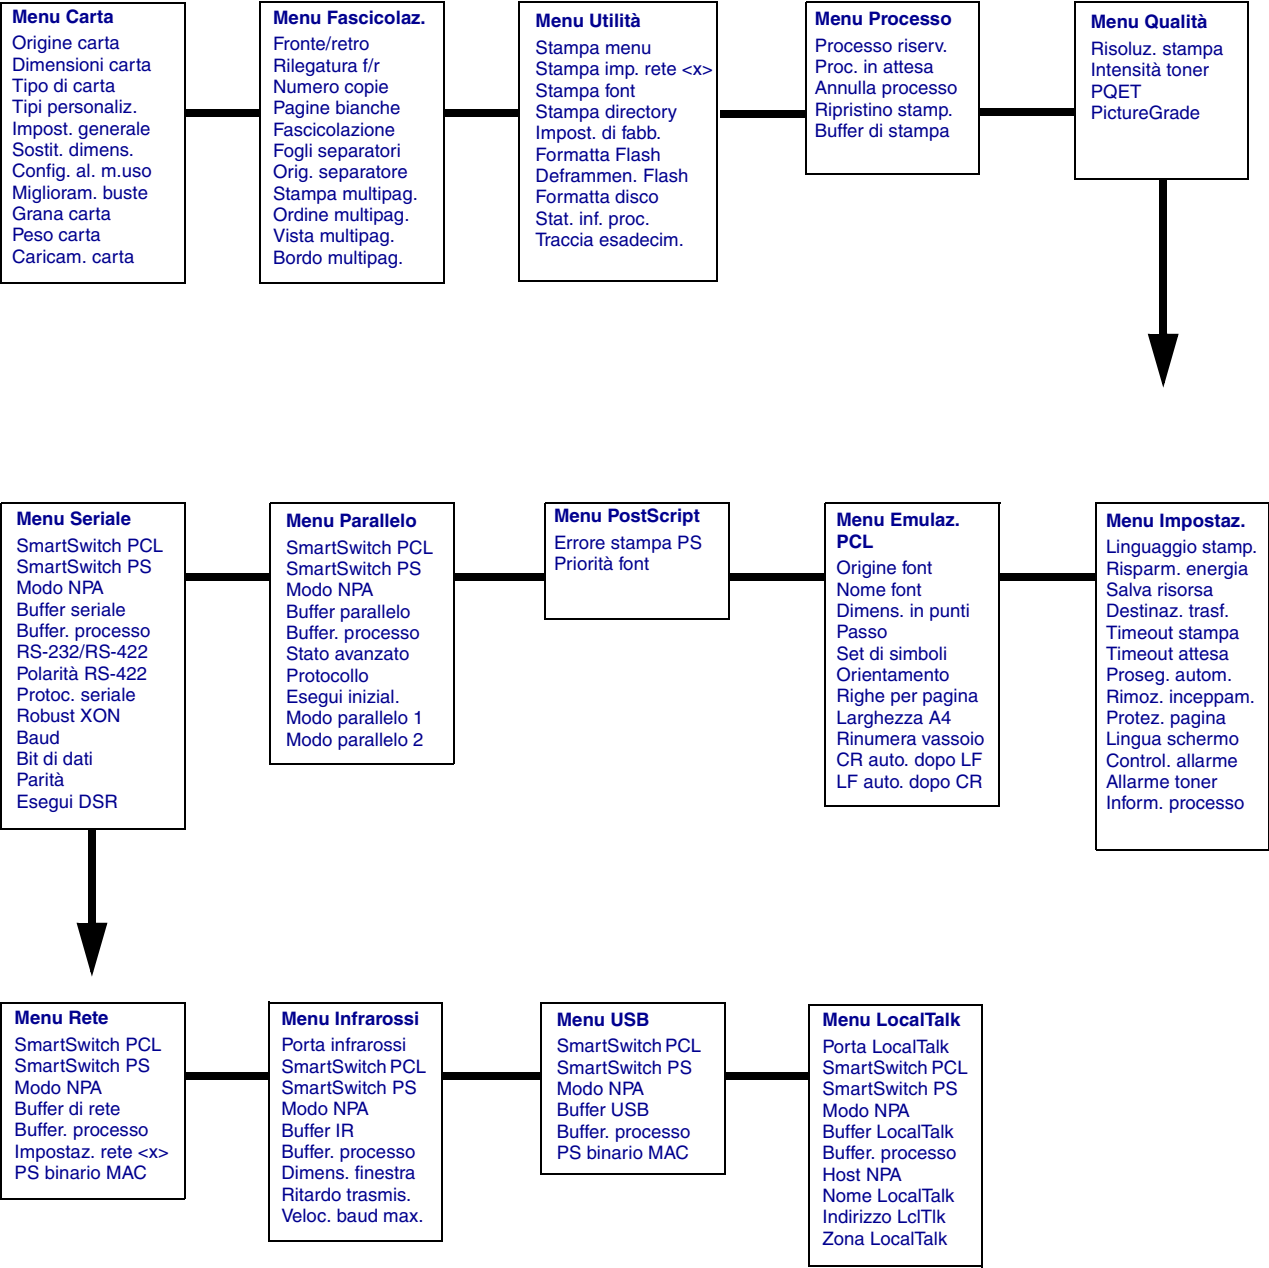 Menu Carta
Origine carta
Dimensioni carta
Tipo di carta
Tipi personaliz.
Impost. generale
Sostit. dimens.
Config. al. m.uso
Miglioram. buste
Grana carta
Peso carta
Caricam. carta
Menu Fascicolaz.
Fronte/retro
Rilegatura f/r
Numero copie
Pagine bianche
Fascicolazione
Fogli separatori
Orig. separatore
Stampa multipag.
Ordine multipag.
Vista multipag.
Bordo multipag.
Menu Utilità
Stampa menu
Stampa imp. rete <x>
Stampa font
Stampa directory
Impost. di fabb.
Formatta Flash
Deframmen. Flash
Formatta disco
Stat. inf. proc.
Traccia esadecim.
Menu Processo
Processo riserv.
Proc. in attesa
Annulla processo
Ripristino stamp.
Buffer di stampa
Menu Qualità
Risoluz. stampa
Intensità toner
PQET
PictureGrade
Menu Seriale
SmartSwitch PCL
SmartSwitch PS
Modo NPA
Buffer seriale
Buffer. processo
RS-232/RS-422
Polarità RS-422
Protoc. seriale
Robust XON
Baud
Bit di dati
Parità
Esegui DSR
Menu Parallelo
SmartSwitch PCL
SmartSwitch PS
Modo NPA
Buffer parallelo
Buffer. processo
Stato avanzato
Protocollo
Esegui inizial.
Modo parallelo 1
Modo parallelo 2
Menu PostScript
Errore stampa PS
Priorità font
Menu Emulaz.
PCL
Origine font
Nome font
Dimens. in punti
Passo
Set di simboli
Orientamento
Righe per pagina
Larghezza A4
Rinumera vassoio
CR auto. dopo LF
LF auto. dopo CR
Menu Impostaz.
Linguaggio stamp.
Risparm. energia
Salva risorsa
Destinaz. trasf.
Timeout stampa
Timeout attesa
Proseg. autom.
Rimoz. inceppam.
Protez. pagina
Lingua schermo
Control. allarme
Allarme toner
Inform. processo
Menu Rete
SmartSwitch PCL
SmartSwitch PS
Modo NPA
Buffer di rete
Buffer. processo
Impostaz. rete <x>
PS binario MAC
Menu Infrarossi
Porta infrarossi
SmartSwitch PCL
SmartSwitch PS
Modo NPA
Buffer IR
Buffer. processo
Dimens. finestra
Ritardo trasmis.
Veloc. baud max.
Menu USB
SmartSwitch PCL
SmartSwitch PS
Modo NPA
Buffer USB
Buffer. processo
PS binario MAC
Menu LocalTalk
Porta LocalTalk
SmartSwitch PCL
SmartSwitch PS
Modo NPA
Buffer LocalTalk
Buffer. processo
Host NPA
Nome LocalTalk
Indirizzo LclTlk
Zona LocalTalk